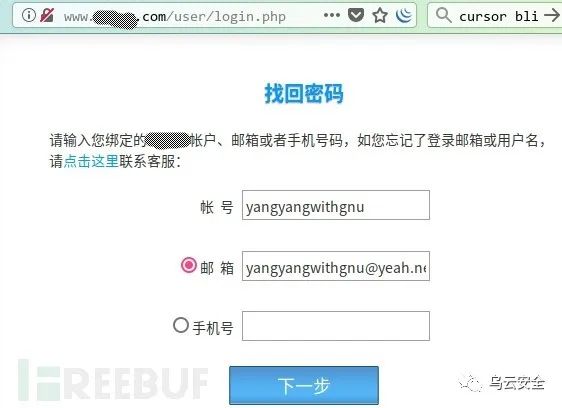 www.    .com/user/login.php
cursor bli
找回密码
请输入您绑定的    帐户、邮箱或者手机号码，如您忘记了登录邮箱或用户名，
请点击这里联系客服：
帐 号 yangyangwithgnu
邮 箱 yangyangwithgnu@yeah.ne
手机号
下一步
FREEBUF
乌云安全